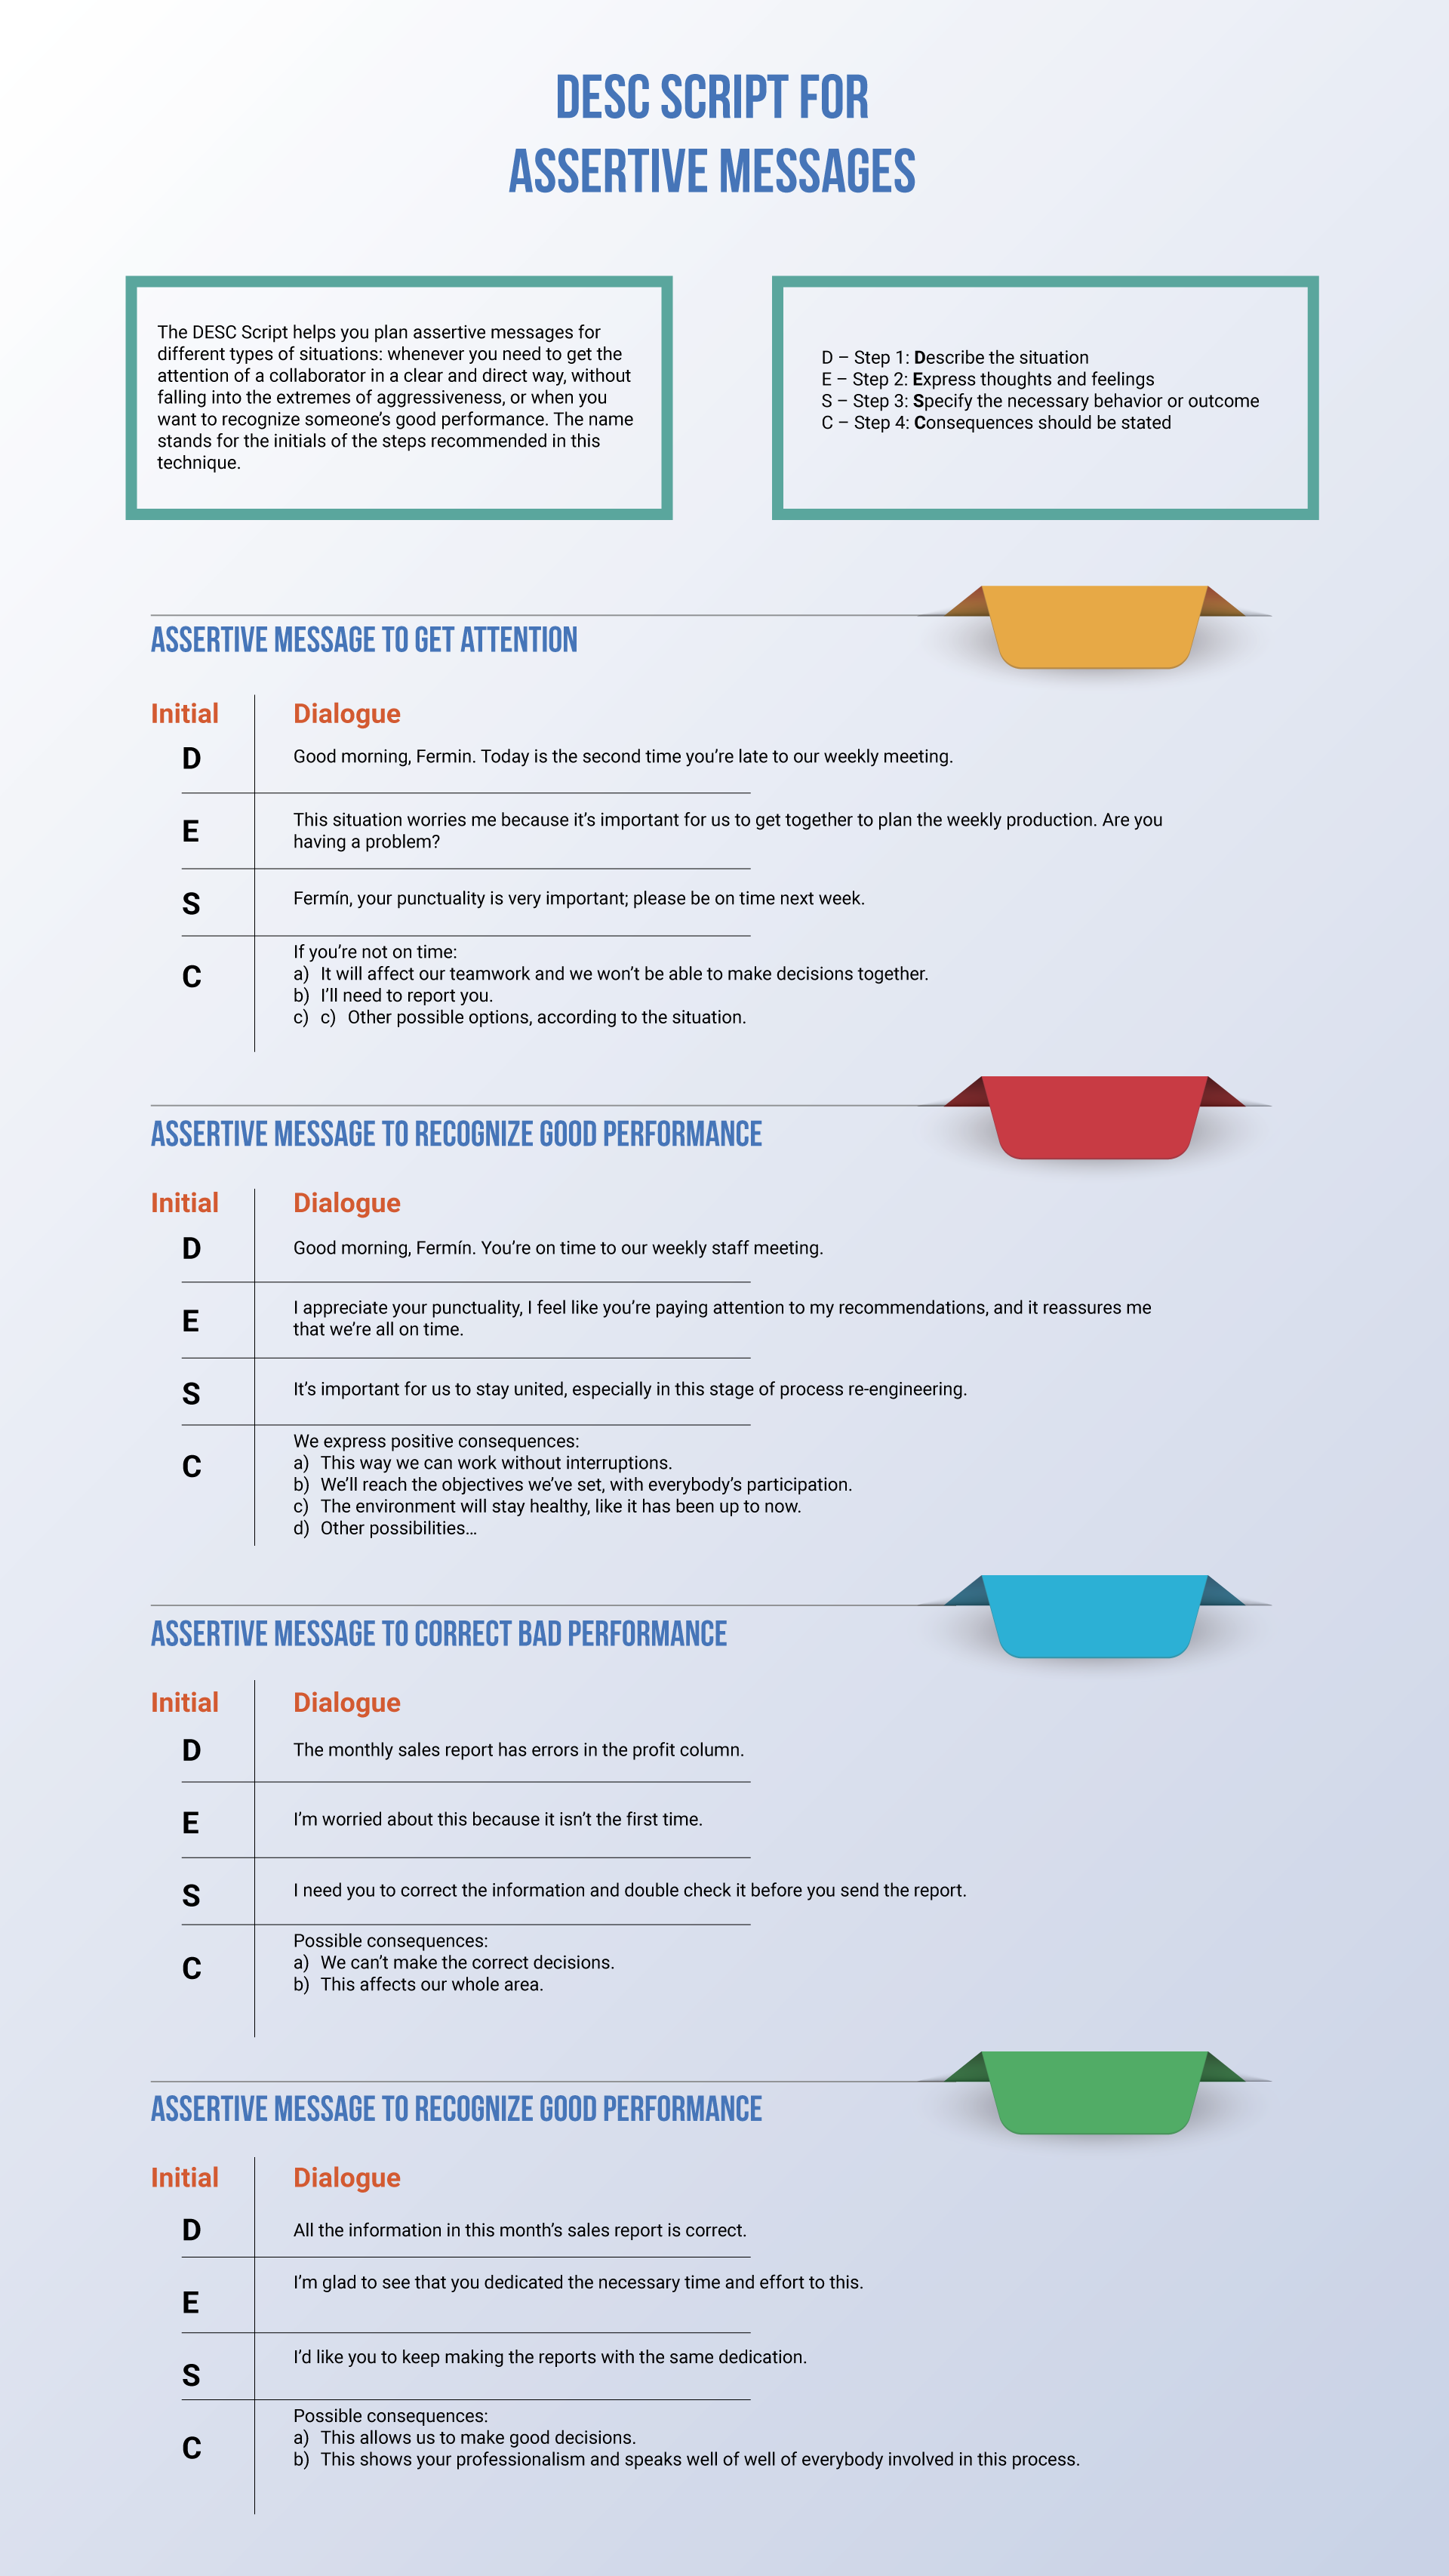 DESC SCRIPT FOR
ASSERTIVE MESSAGES
The DESC Script helps you plan assertive messages for
different types of situations: whenever you need to get the
attention of a collaborator in a clear and direct way, without
falling into the extremes of aggressiveness, or when you
want to recognize someone's good performance. The name
stands for the initials of the steps recommended in this
technique.
D – Step 1: Describe the situation
E – Step 2: Express thoughts and feelings
S – Step 3: Specify the necessary behavior or outcome
C – Step 4: Consequences should be stated
ASSERTIVE MESSAGE TO GET ATTENTION
Initial Dialogue
D Good morning, Fermin. Today is the second time you're late to our weekly meeting.
E This situation worries me because it's important for us to get together to plan the weekly production. Are you
having a problem?
S Fermín, your punctuality is very important; please be on time next week.
C If you're not on time:
a) It will affect our teamwork and we won't be able to make decisions together.
b) I'll need to report you.
c) c) Other possible options, according to the situation.
ASSERTIVE MESSAGE TO RECOGNIZE GOOD PERFORMANCE
Initial Dialogue
D Good morning, Fermín. You're on time to our weekly staff meeting.
E I appreciate your punctuality, I feel like you're paying attention to my recommendations, and it reassures me
that we're all on time.
S It's important for us to stay united, especially in this stage of process re-engineering.
C We express positive consequences:
a) This way we can work without interruptions.
b) We'll reach the objectives we've set, with everybody's participation.
c) The environment will stay healthy, like it has been up to now.
d) Other possibilities...
ASSERTIVE MESSAGE TO CORRECT BAD PERFORMANCE
Initial Dialogue
D The monthly sales report has errors in the profit column.
E I'm worried about this because it isn't the first time.
S I need you to correct the information and double check it before you send the report.
C Possible consequences:
a) We can't make the correct decisions.
b) This affects our whole area.
ASSERTIVE MESSAGE TO RECOGNIZE GOOD PERFORMANCE
Initial Dialogue
D All the information in this month's sales report is correct.
E I'm glad to see that you dedicated the necessary time and effort to this.
S I'd like you to keep making the reports with the same dedication.
C Possible consequences:
a) This allows us to make good decisions.
b) This shows your professionalism and speaks well of well of everybody involved in this process.